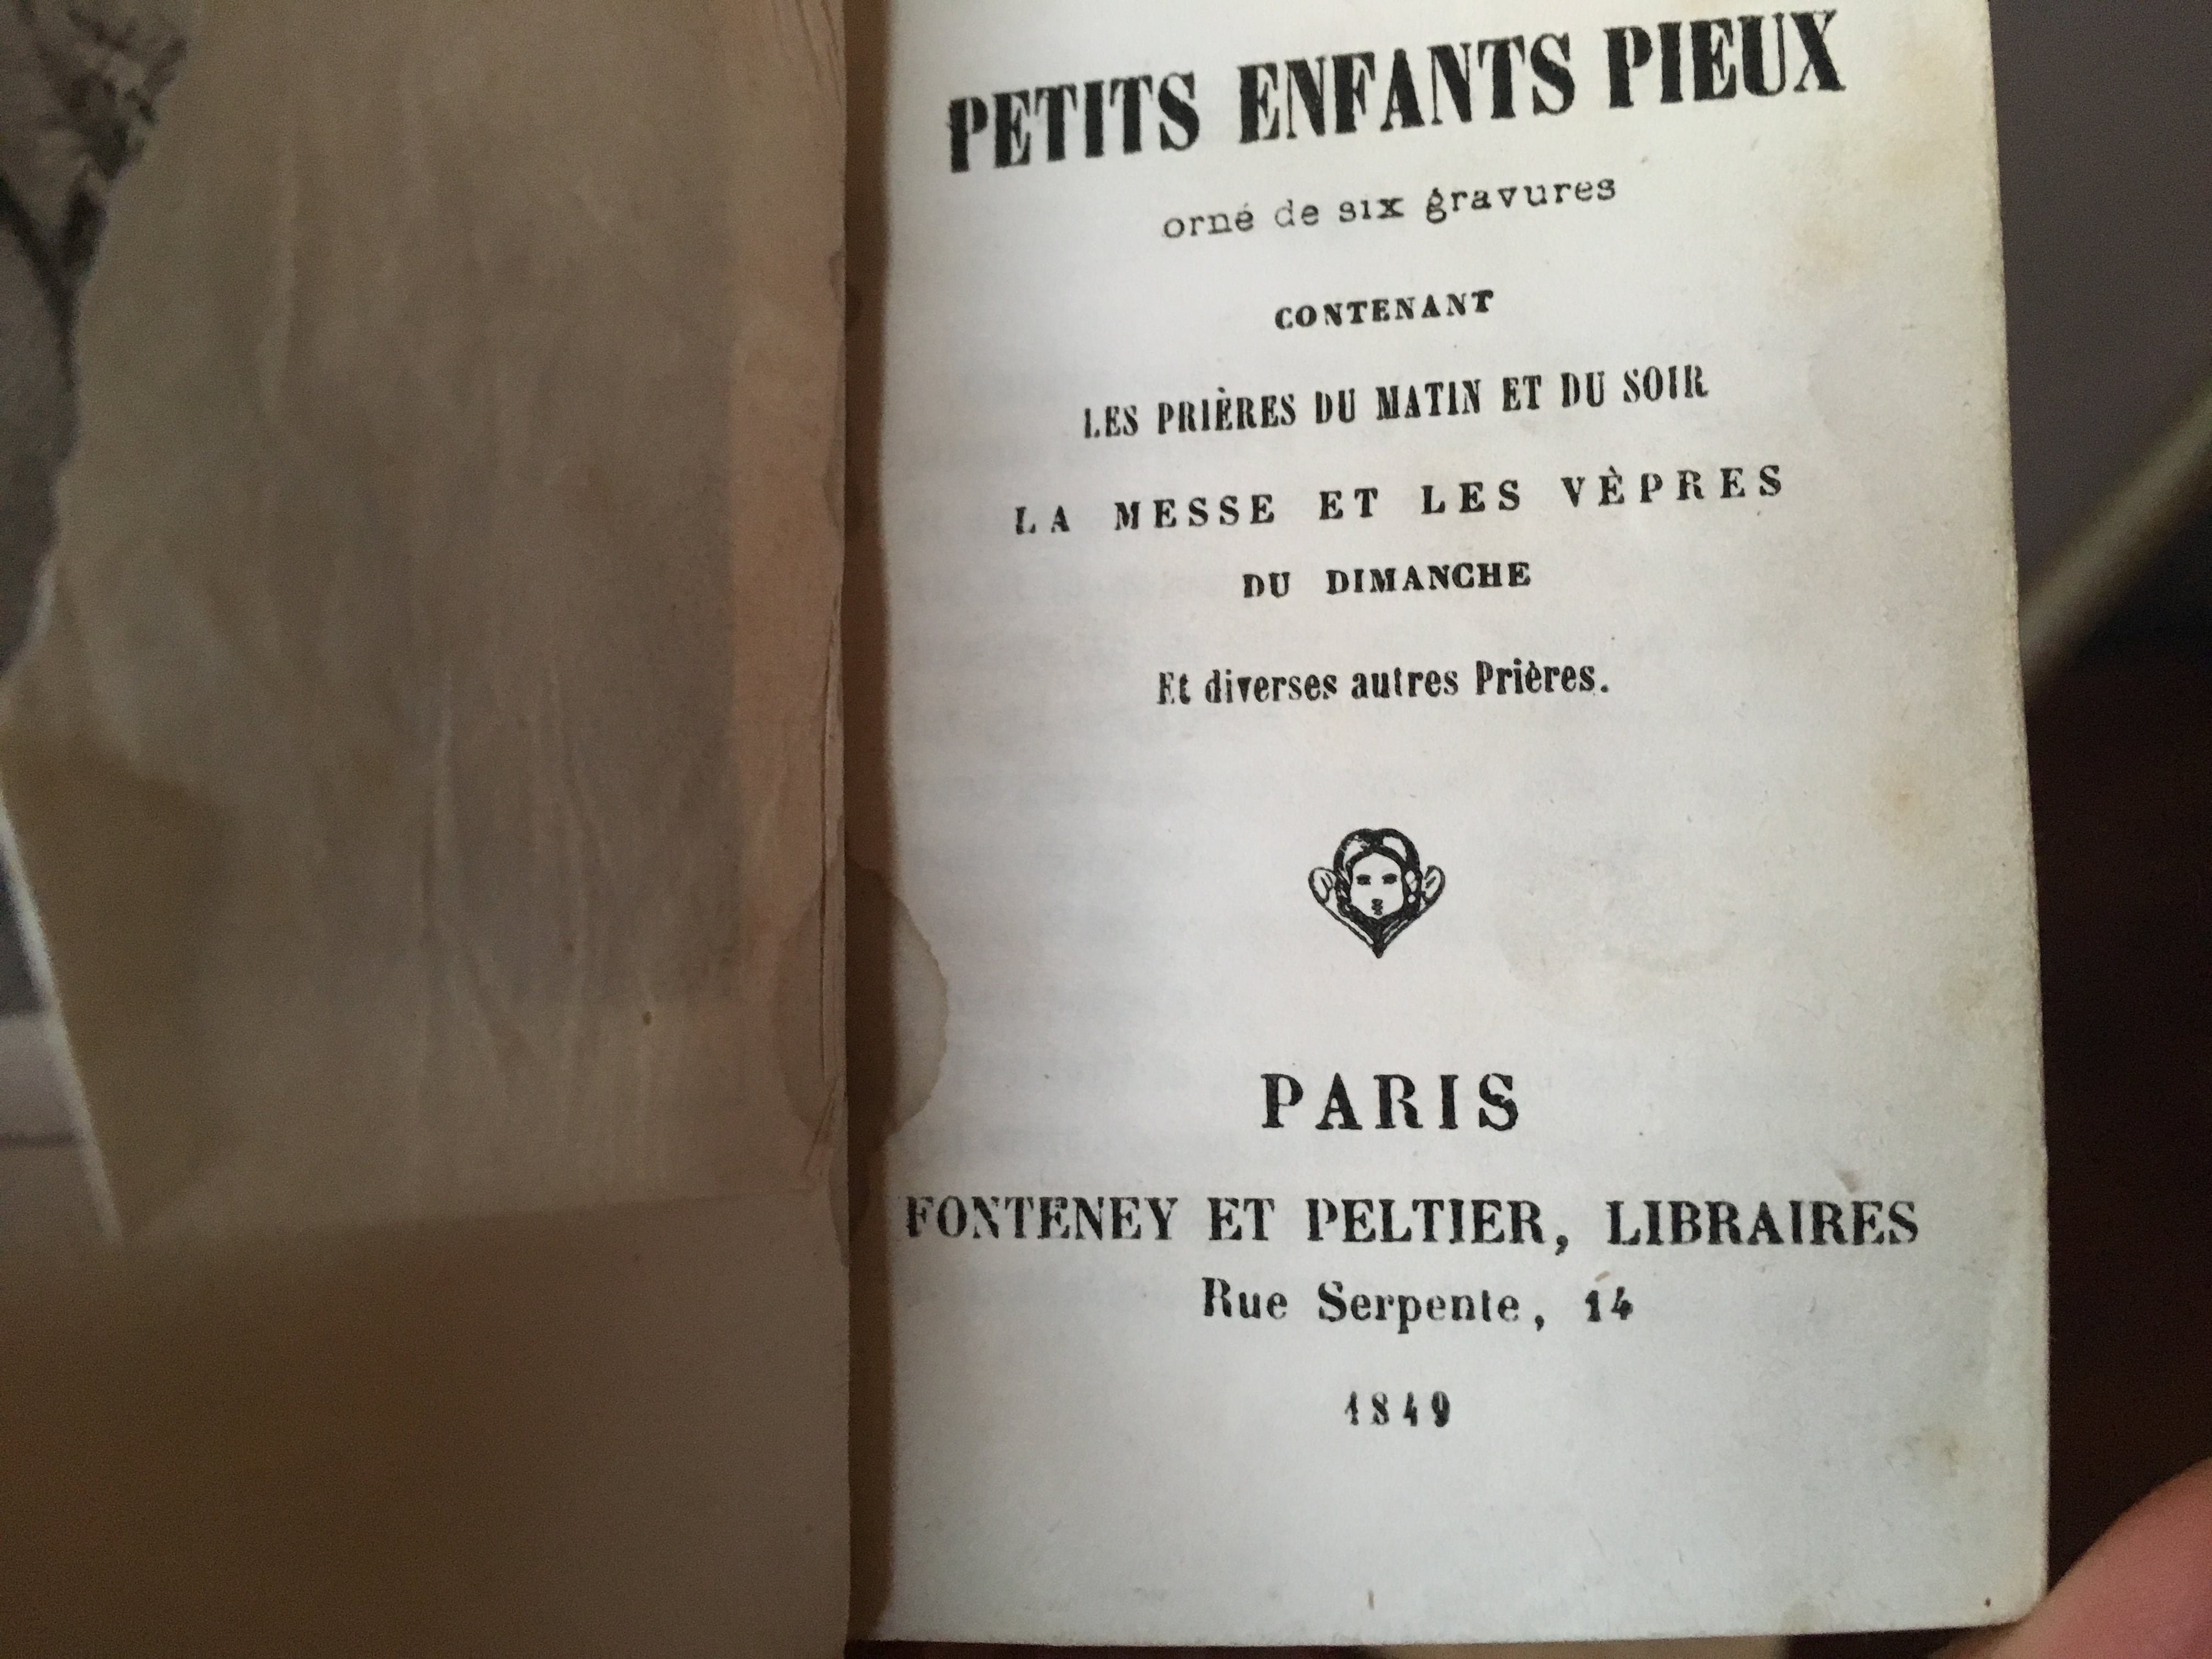 PETITS ENFANTS PIEUX
orné de six gravures
CONTENANT
LES PRIÈRES DU MATIN ET DU SOIR
LA MESSE ET LES VÈPRES
DU DIMANCHE
Et diverses autres Prières.
PARIS
FONTENEY ET PELTIER, LIBRAIRES
Rue Serpente, 14
1849